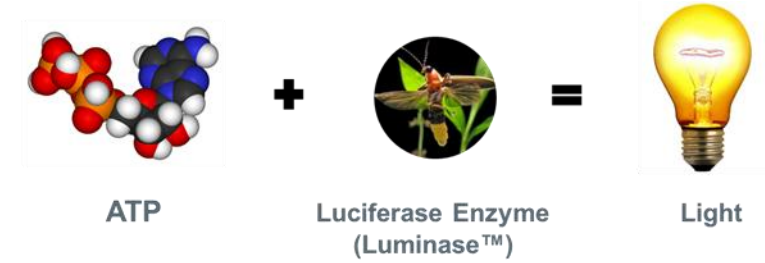 ATP
+
=
Luciferase Enzyme
(Luminase™)
Light